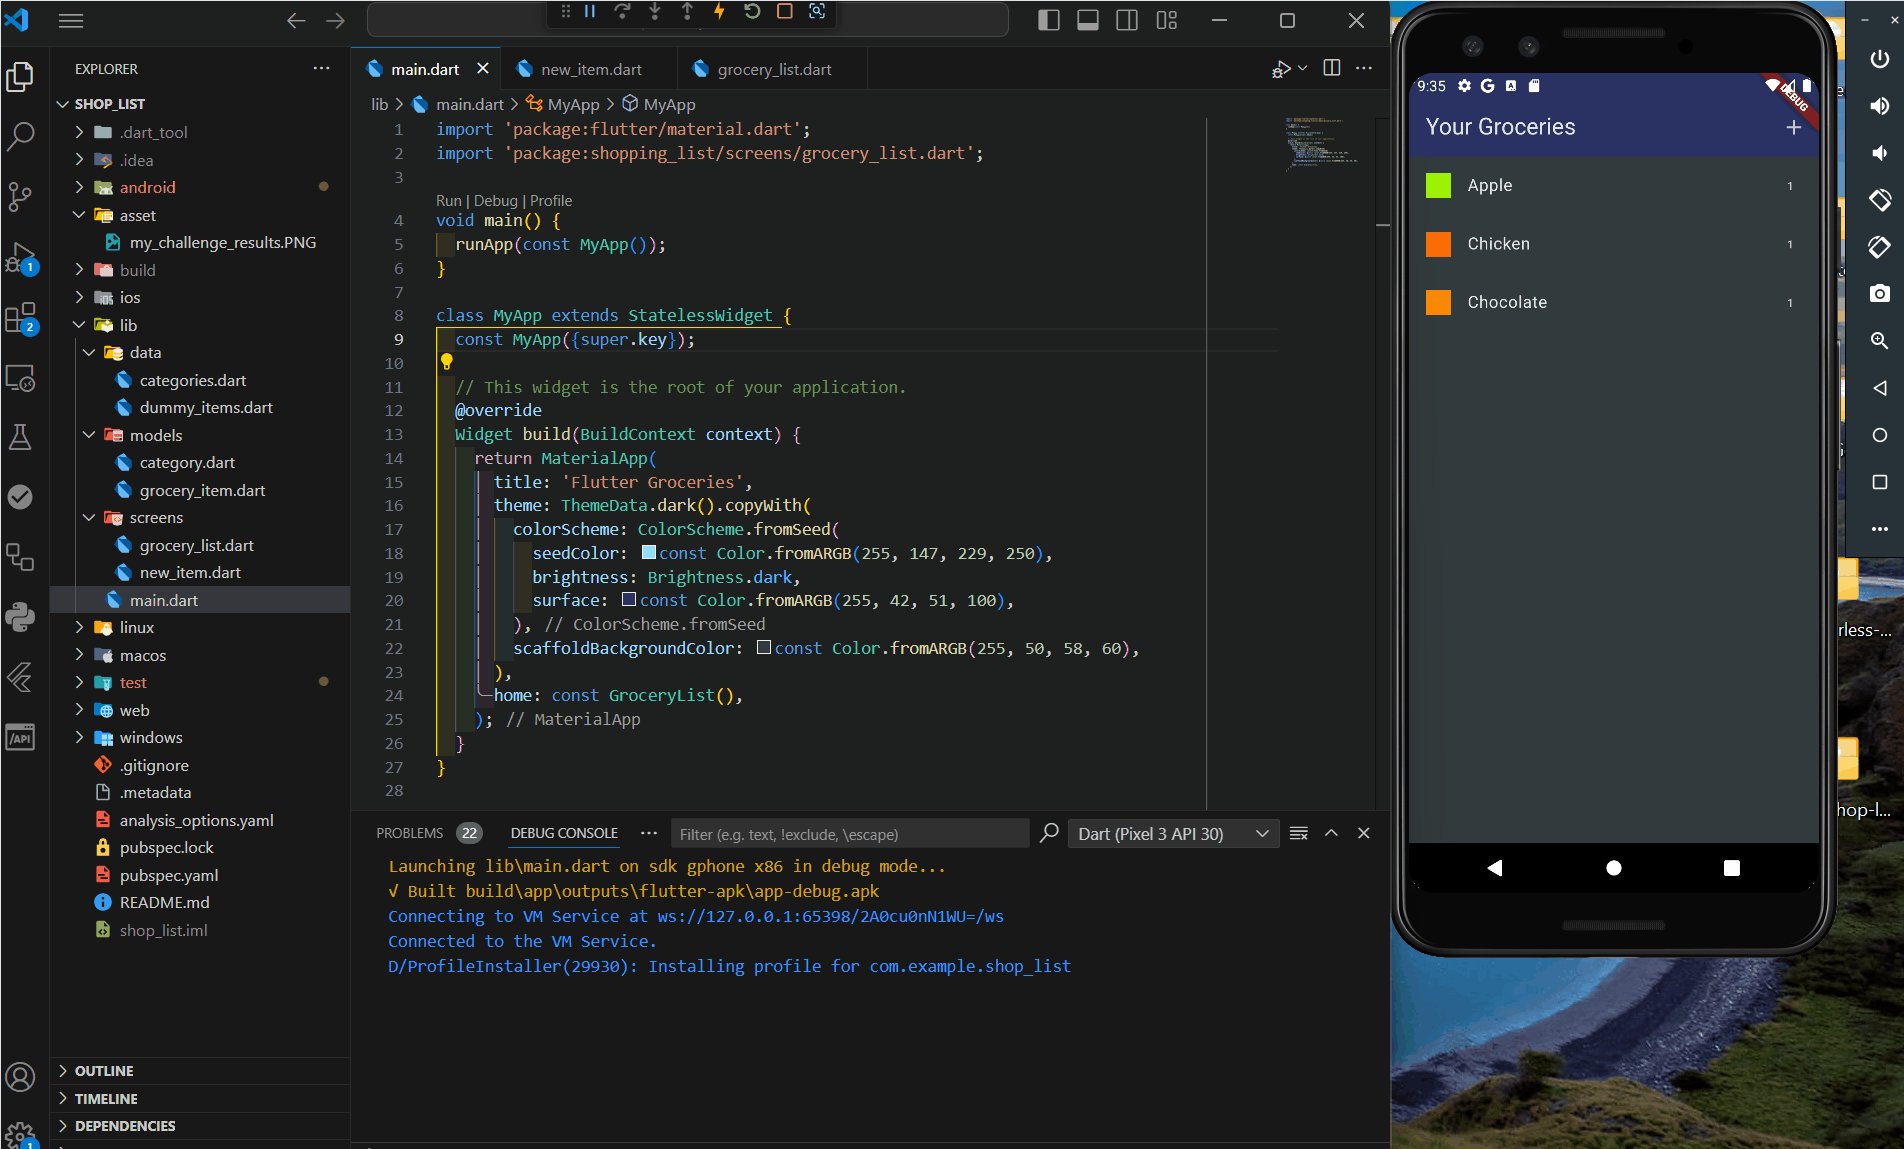 EXPLORER
SHOP_LIST
.dart_tool
.idea
android
asset
my_challenge_results.PNG
build
ios
lib
data
categories.dart
dummy_items.dart
models
category.dart
grocery_item.dart
screens
grocery_list.dart
new_item.dart
main.dart
linux
macos
test
web
windows
.gitignore
.metadata
analysis_options.yaml
pubspec.lock
pubspec.yaml
README.md
shop_list.iml
OUTLINE
TIMELINE
DEPENDENCIES
1
2
/API
1
main.dart
new_item.dart
grocery_list.dart
lib > main.dart > MyApp > MyApp
1 import 'package:flutter/material.dart';
2 import 'package:shopping_list/screens/grocery_list.dart';
3
Run | Debug | Profile
4 void main() {
5 runApp(const MyApp());
6 }
7
8 class MyApp extends StatelessWidget {
9 const MyApp({super.key});
10
11 // This widget is the root of your application.
12 @override
13 Widget build(BuildContext context) {
14 return MaterialApp(
15 title: 'Flutter Groceries',
16 theme: ThemeData.dark().copyWith(
17 colorScheme: ColorScheme.fromSeed(
18 seedColor: const Color.fromARGB(255, 147, 229, 250),
19 brightness: Brightness.dark,
20 surface: const Color.fromARGB(255, 42, 51, 100),
21 ), // ColorScheme.fromSeed
22 scaffoldBackgroundColor: const Color.fromARGB(255, 50, 58, 60),
23 ),
24 home: const GroceryList(),
25 ); // MaterialApp
26 }
27 }
28
PROBLEMS 22 DEBUG CONSOLE Filter (e.g. text, !exclude, \escape) Dart (Pixel 3 API 30)
Launching lib\main.dart on sdk gphone x86 in debug mode...
√ Built build\app\outputs\flutter-apk\app-debug.apk
Connecting to VM Service at ws://127.0.0.1:65398/2A0cu0nN1WU=/ws
Connected to the VM Service.
D/ProfileInstaller(29930): Installing profile for com.example.shop_list
9:35
DEBUG
Your Groceries
Apple 1
Chicken 1
Chocolate 1
rless-...
hop-l...